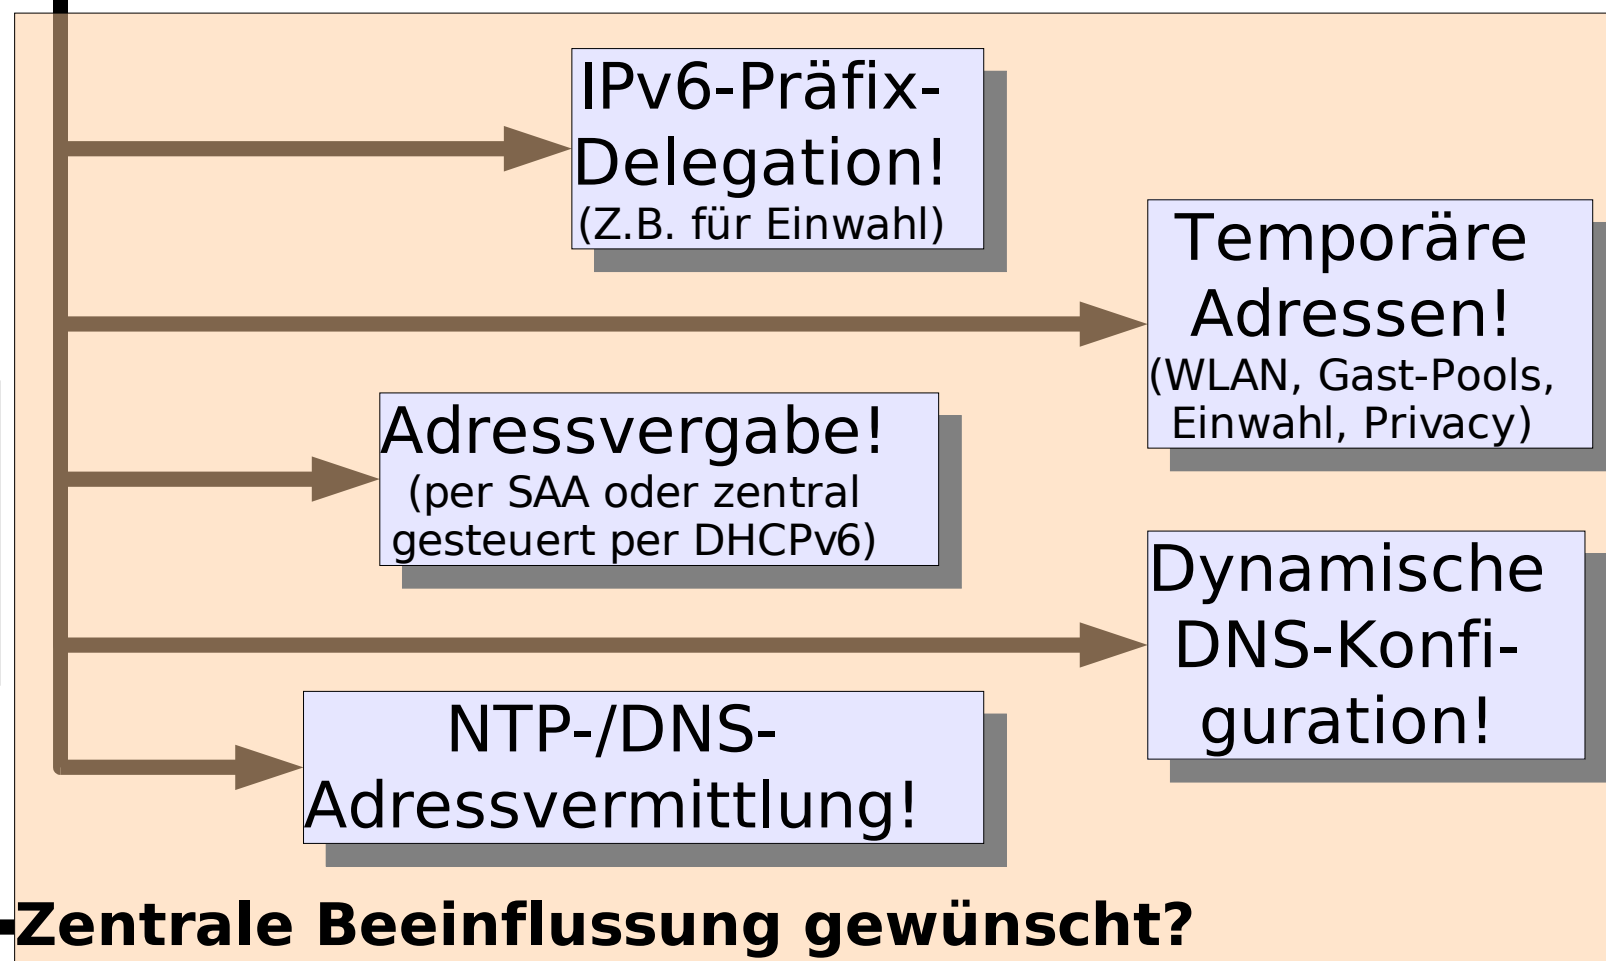 IPv6-Präfix-
Delegation!
(Z.B. für Einwahl)
Temporäre
Adressen!
(WLAN, Gast-Pools,
Einwahl, Privacy)
Adressvergabe!
(per SAA oder zentral
gesteuert per DHCPv6)
Dynamische
DNS-Konfi-
guration!
NTP-/DNS-
Adressvermittlung!
Zentrale Beeinflussung gewünscht?